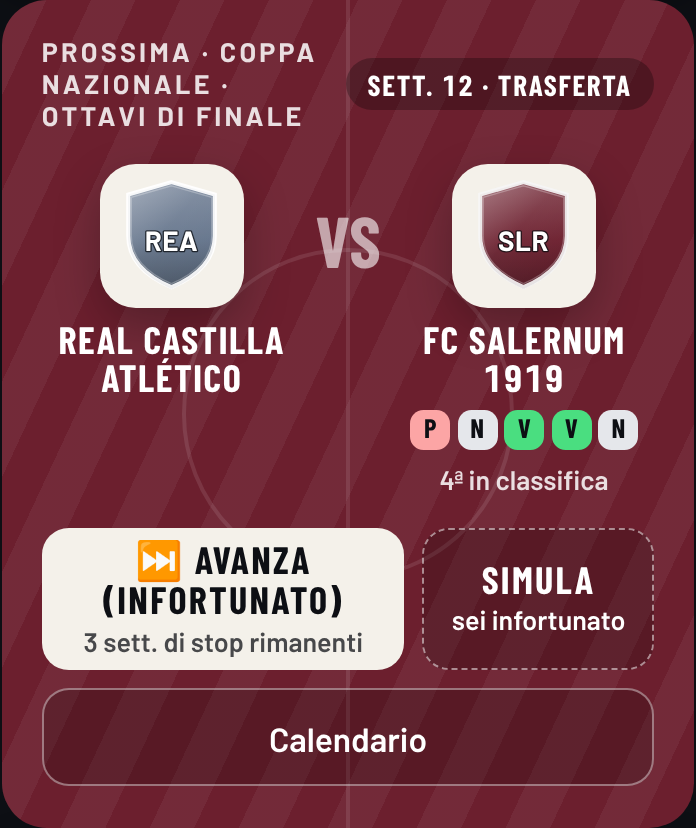 PROSSIMA · COPPA
NAZIONALE ·
OTTAVI DI FINALE
SETT. 12 · TRASFERTA
REA
VS
SLR
REAL CASTILLA
ATLÉTICO
FC SALERNUM
1919
P N V V N
4ª in classifica
⏭️ AVANZA
(INFORTUNATO)
3 sett. di stop rimanenti
SIMULA
sei infortunato
Calendario